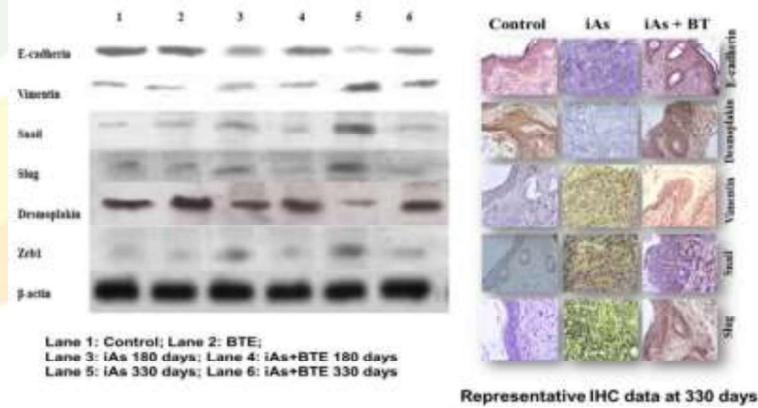 1 2 3 4 5 6
E-cadherin
Vimentin
Snail
Slug
Desmoplakin
Zeb1
β-actin
Lane 1: Control; Lane 2: BTE;
Lane 3: iAs 180 days; Lane 4: iAs+BTE 180 days
Lane 5: iAs 330 days; Lane 6: iAs+BTE 330 days
Control iAs iAs + BT
E-cadherin
Desmoplakin
Vimentin
Snail
Slug
Representative IHC data at 330 days